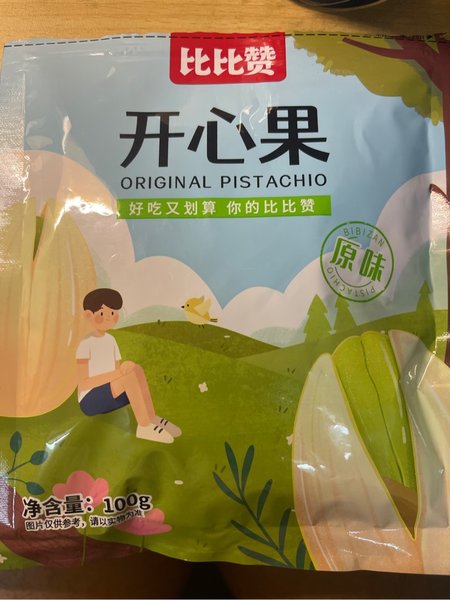 比比赞
开心果
ORIGINAL PISTACHIO
好吃又划算 你的比比赞
BIBIZAN
原味
PISTACHIO
净含量：100g
图片仅供参考，请以实物为准